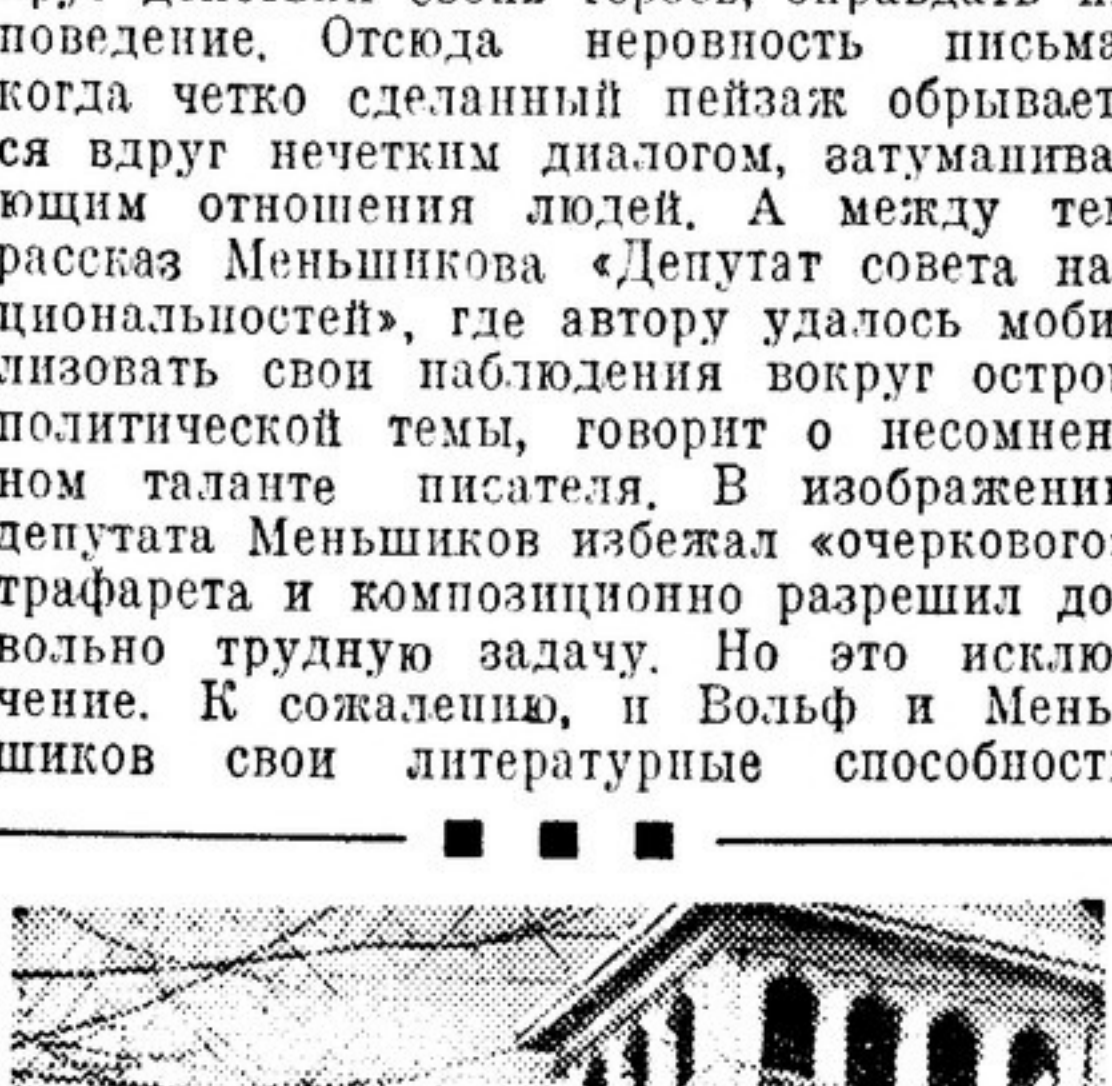 поведение. Отсюда неровность письма
когда четко сделанный пейзаж обрывает
ся вдруг нечетким диалогом, затуманива
ющим отношения людей. А между тем
рассказ Меньшикова «Депутат совета на
циональностей», где автору удалось моби
лизовать свои наблюдения вокруг острой
политической темы, говорит о несомнен
ном таланте писателя. В изображении
депутата Меньшиков избежал «очеркового»
трафарета и композиционно разрешил до
вольно трудную задачу. Но это исклю
чение. К сожалению, и Вольф и Мень
шиков свои литературные способности